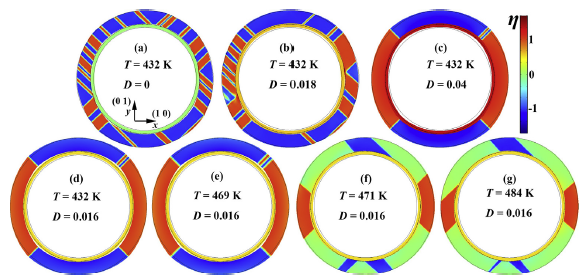 (a)
T = 432 K
D = 0
(0 1)
y
(1 0)
x
(b)
T = 432 K
D = 0.018
(c)
T = 432 K
D = 0.04
η
1
0
-1
(d)
T = 432 K
D = 0.016
(e)
T = 469 K
D = 0.016
(f)
T = 471 K
D = 0.016
(g)
T = 484 K
D = 0.016